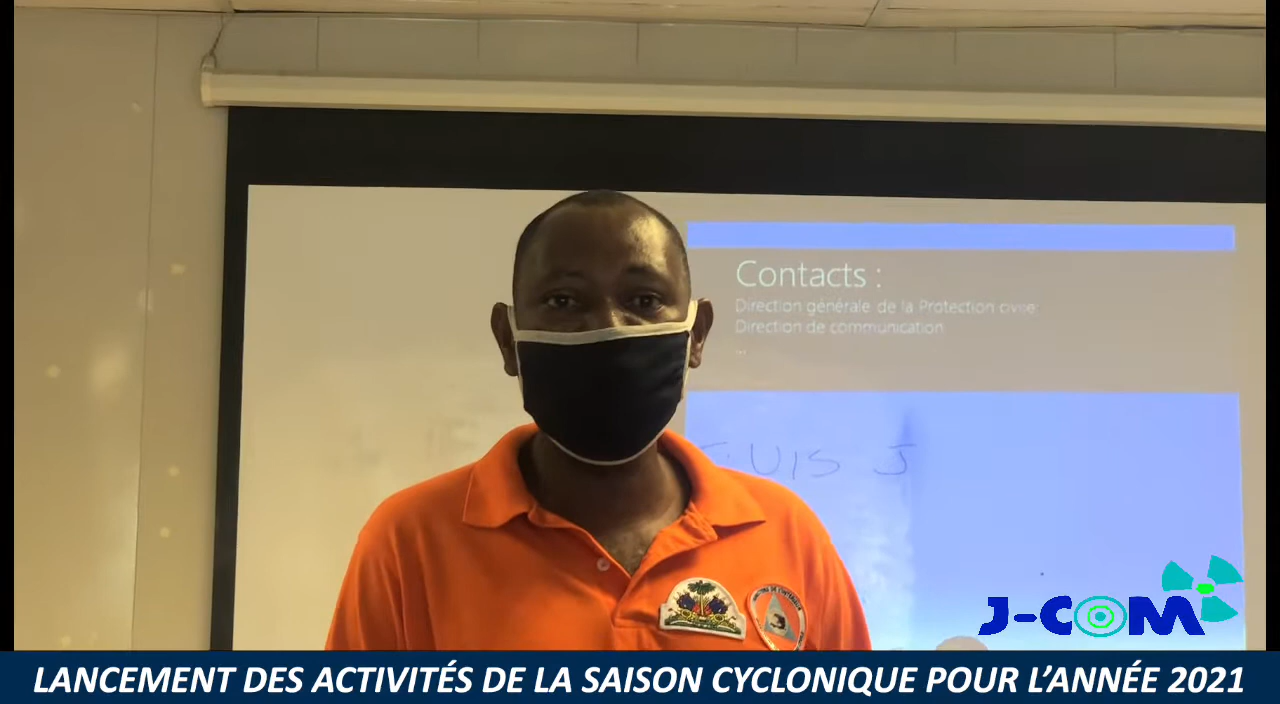 Contacts :
Direction générale de la Protection civile:
Direction de communication
...
UIS J
J-COM
LANCEMENT DES ACTIVITÉS DE LA SAISON CYCLONIQUE POUR L’ANNÉE 2021